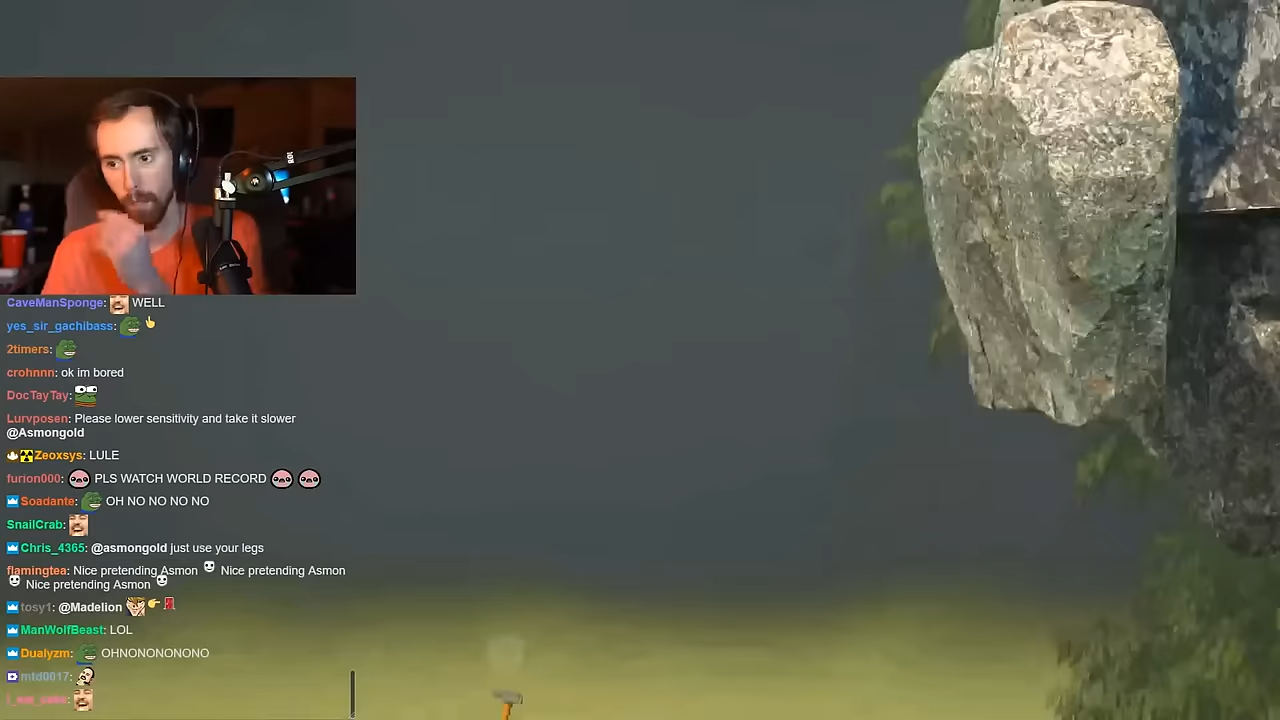 CaveManSponge: WELL
yes_sir_gachibass:
2timers:
crohnnn: ok im bored
DocTayTay:
Lurvposen: Please lower sensitivity and take it slower
@Asmongold
Zeoxsys: LULE
furion000: PLS WATCH WORLD RECORD
Soadante: OH NO NO NO NO
SnailCrab:
Chris_4365: @asmongold just use your legs
flamingtea: Nice pretending Asmon Nice pretending Asmon
Nice pretending Asmon
tosy1: @Madelion
ManWolfBeast: LOL
Dualyzm: OHNONONONONO
mtd0017: